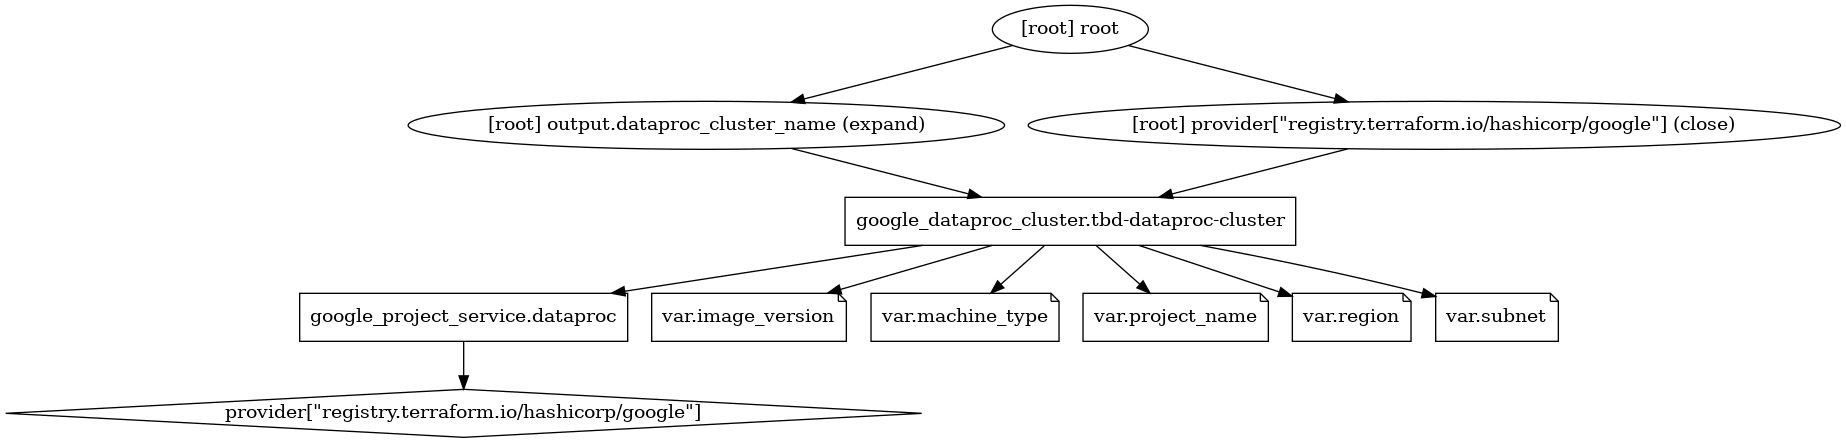 [root] root
[root] output.dataproc_cluster_name (expand)
[root] provider["registry.terraform.io/hashicorp/google"] (close)
google_dataproc_cluster.tbd-dataproc-cluster
google_project_service.dataproc
var.image_version
var.machine_type
var.project_name
var.region
var.subnet
provider["registry.terraform.io/hashicorp/google"]